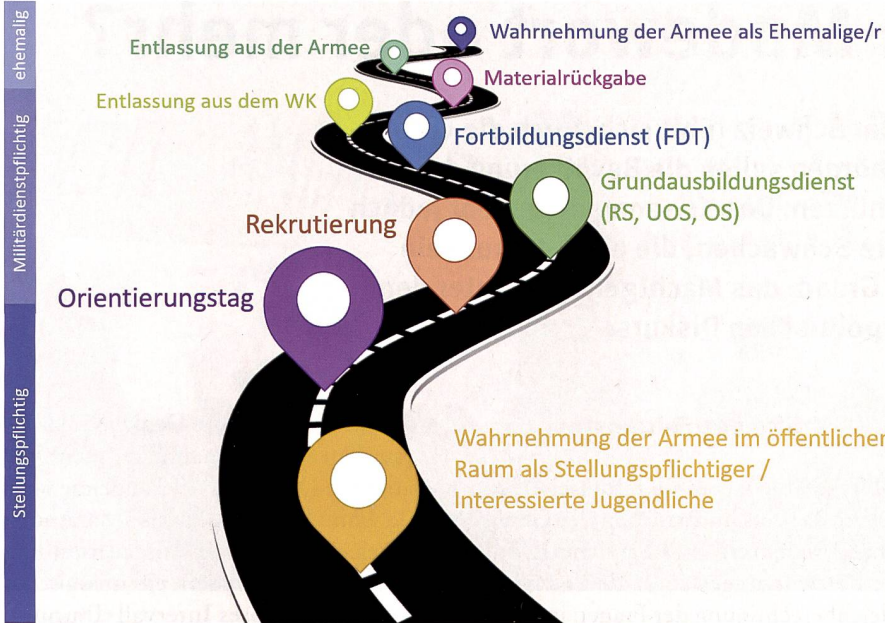 ehemalig
Militärdienstpflichtig
Stellungspflichtig
Wahrnehmung der Armee als Ehemalige/r
Entlassung aus der Armee
Materialrückgabe
Entlassung aus dem WK
Fortbildungsdienst (FDT)
Grundausbildungsdienst
(RS, UOS, OS)
Rekrutierung
Orientierungstag
Wahrnehmung der Armee im öffentlichen
Raum als Stellungspflichtiger /
Interessierte Jugendliche